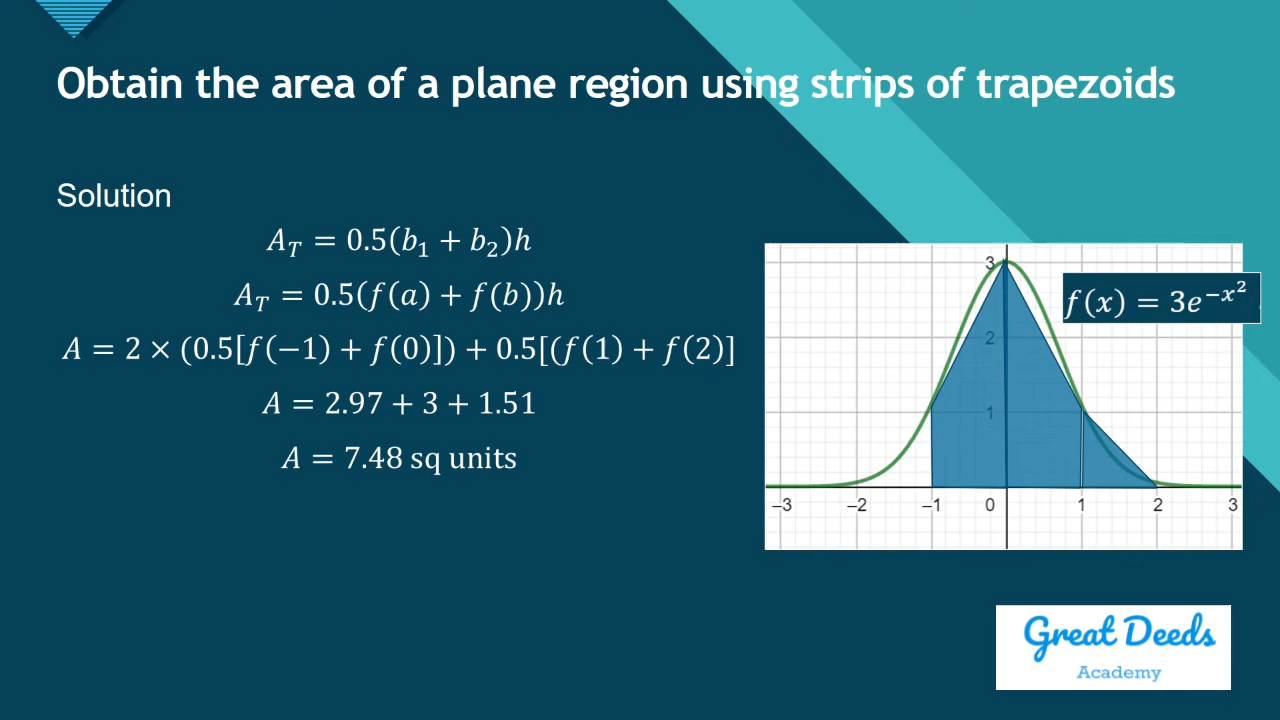 Obtain the area of a plane region using strips of trapezoids
Solution
A_T = 0.5(b_1 + b_2)h
A_T = 0.5(f(a) + f(b))h
A = 2 × (0.5[f(−1) + f(0)]) + 0.5[(f(1) + f(2)]
A = 2.97 + 3 + 1.51
A = 7.48 sq units
f(x) = 3e^{−x^2}
3
2
1
−3 −2 −1 0 1 2 3
Great Deeds
Academy